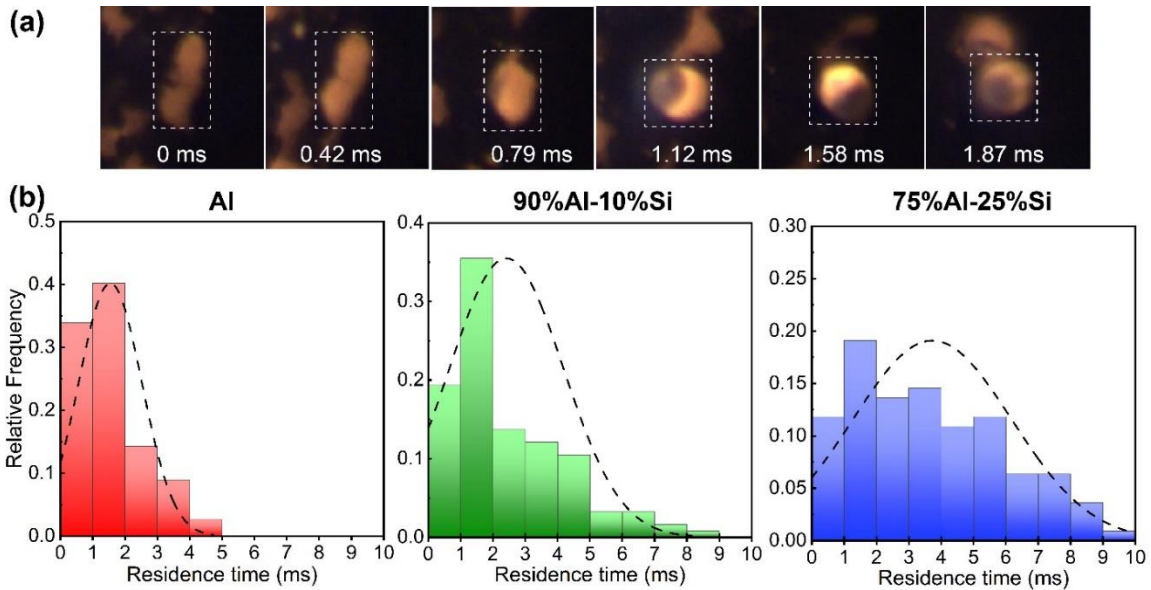 (a)
0 ms 0.42 ms 0.79 ms 1.12 ms 1.58 ms 1.87 ms
(b)
Al 90%Al-10%Si 75%Al-25%Si
Relative Frequency
0.5
0.4
0.3
0.2
0.1
0.0
0 1 2 3 4 5 6 7 8 9 10
Residence time (ms)
0.4
0.3
0.2
0.1
0.0
0 1 2 3 4 5 6 7 8 9 10
Residence time (ms)
0.30
0.25
0.20
0.15
0.10
0.05
0.00
0 1 2 3 4 5 6 7 8 9 10
Residence time (ms)